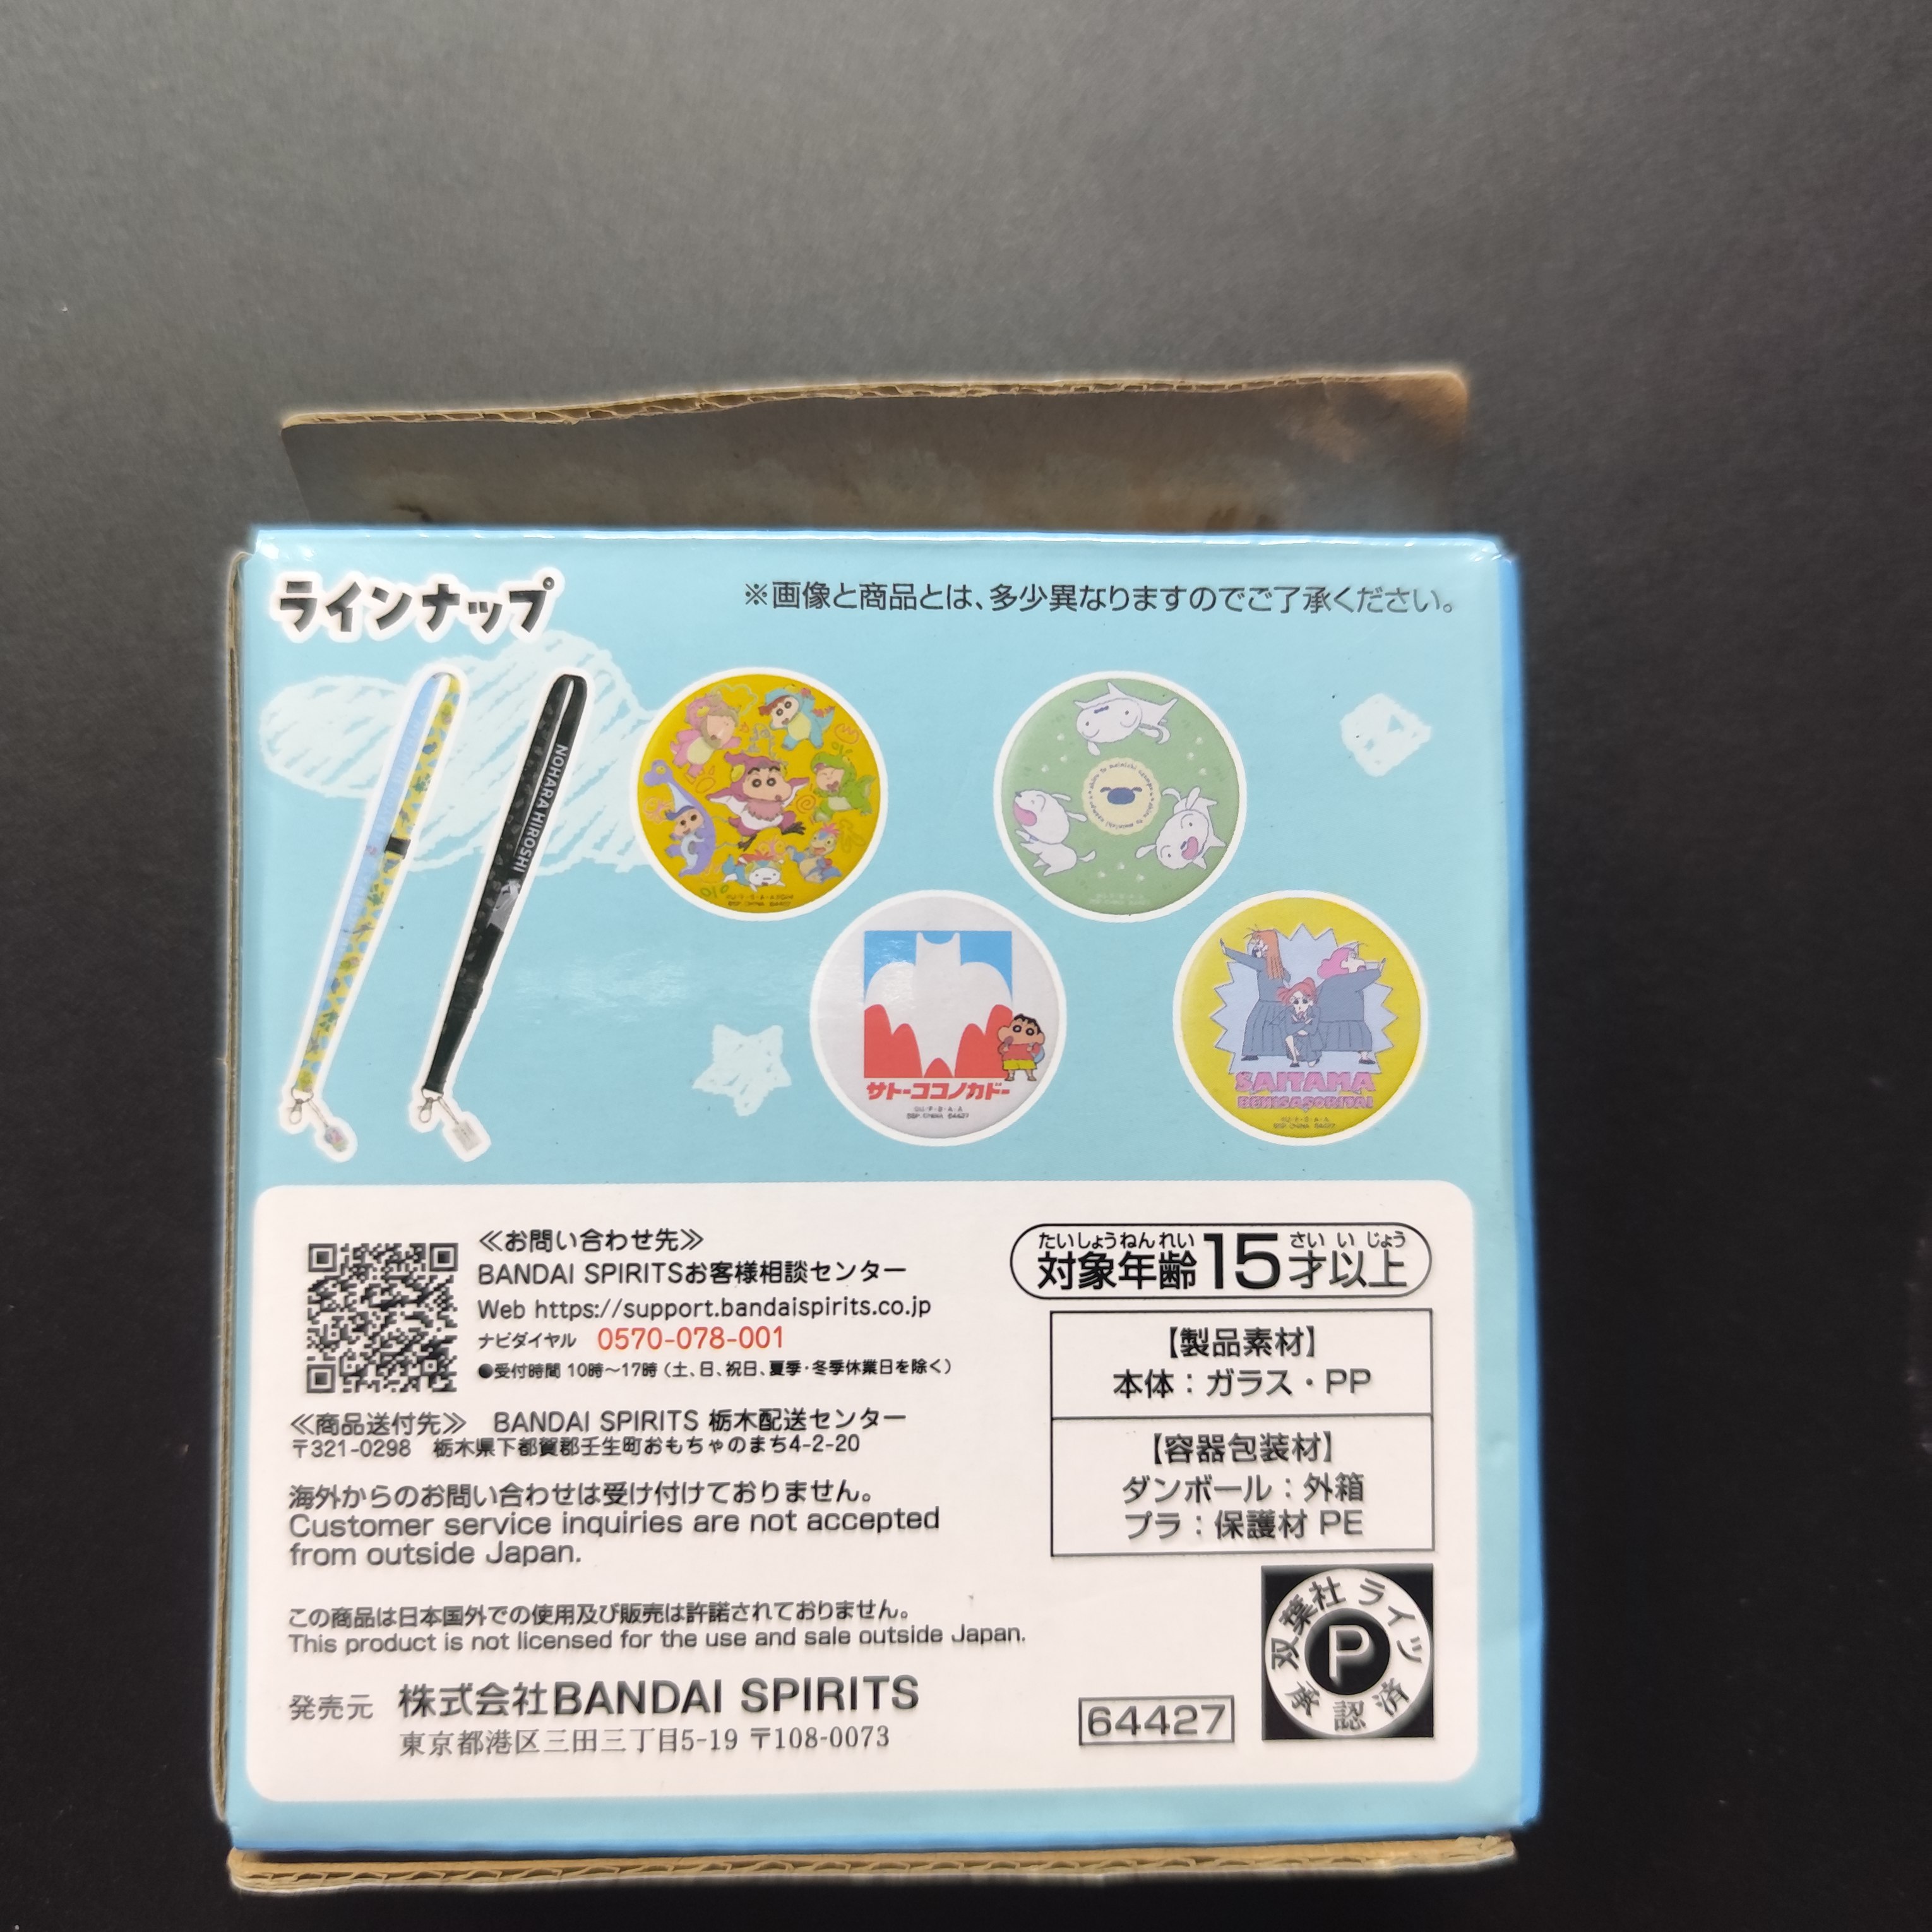 ラインナップ
※画像と商品とは、多少異なりますのでご了承ください。
NOHARA HIROSHI
サトーココノカドー
SAITAMA
BENISASORITAI
≪お問い合わせ先≫
BANDAI SPIRITSお客様相談センター
Web https://support.bandaispirits.co.jp
ナビダイヤル 0570-078-001
●受付時間 10時～17時（土、日、祝日、夏季・冬季休業日を除く）
≪商品送付先≫ BANDAI SPIRITS 栃木配送センター
〒321-0298 栃木県下都賀郡壬生町おもちゃのまち4-2-20
海外からのお問い合わせは受け付けておりません。
Customer service inquiries are not accepted
from outside Japan.
この商品は日本国外での使用及び販売は許諾されておりません。
This product is not licensed for the use and sale outside Japan.
発売元 株式会社BANDAI SPIRITS
東京都港区三田三丁目5-19 〒108-0073
たいしょうねんれい さい い じょう
対象年齢15才以上
【製品素材】
本体：ガラス・PP
【容器包装材】
ダンボール：外箱
プラ：保護材 PE
64427
双葉社ライツ
P
承認済